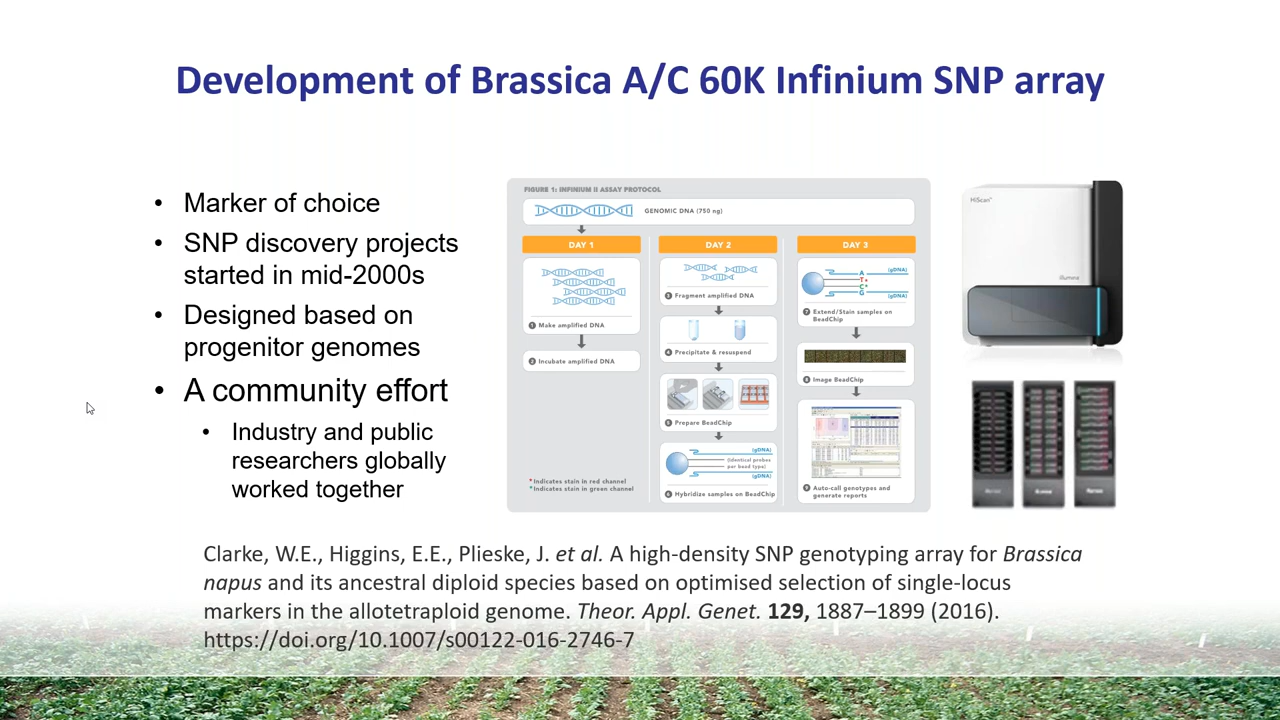 Development of Brassica A/C 60K Infinium SNP array
• Marker of choice
• SNP discovery projects
started in mid-2000s
• Designed based on
progenitor genomes
• A community effort
• Industry and public
researchers globally
worked together
FIGURE 1: INFINIUM II ASSAY PROTOCOL
GENOMIC DNA (750 ng)
DAY 1
1 Make amplified DNA
2 Incubate amplified DNA
* Indicates stain in red channel
* Indicates stain in green channel
DAY 2
3 Fragment amplified DNA
4 Precipitate & resuspend
5 Prepare BeadChip
(gDNA)
(identical probes
per bead type)
(gDNA)
6 Hybridize samples on BeadChip
DAY 3
(gDNA)
A
T
C
G
(gDNA)
7 Extend/Stain samples on
BeadChip
8 Image BeadChip
9 Auto-call genotypes and
generate reports
HiScan™
illumina
Clarke, W.E., Higgins, E.E., Plieske, J. et al. A high-density SNP genotyping array for Brassica
napus and its ancestral diploid species based on optimised selection of single-locus
markers in the allotetraploid genome. Theor. Appl. Genet. 129, 1887–1899 (2016).
https://doi.org/10.1007/s00122-016-2746-7